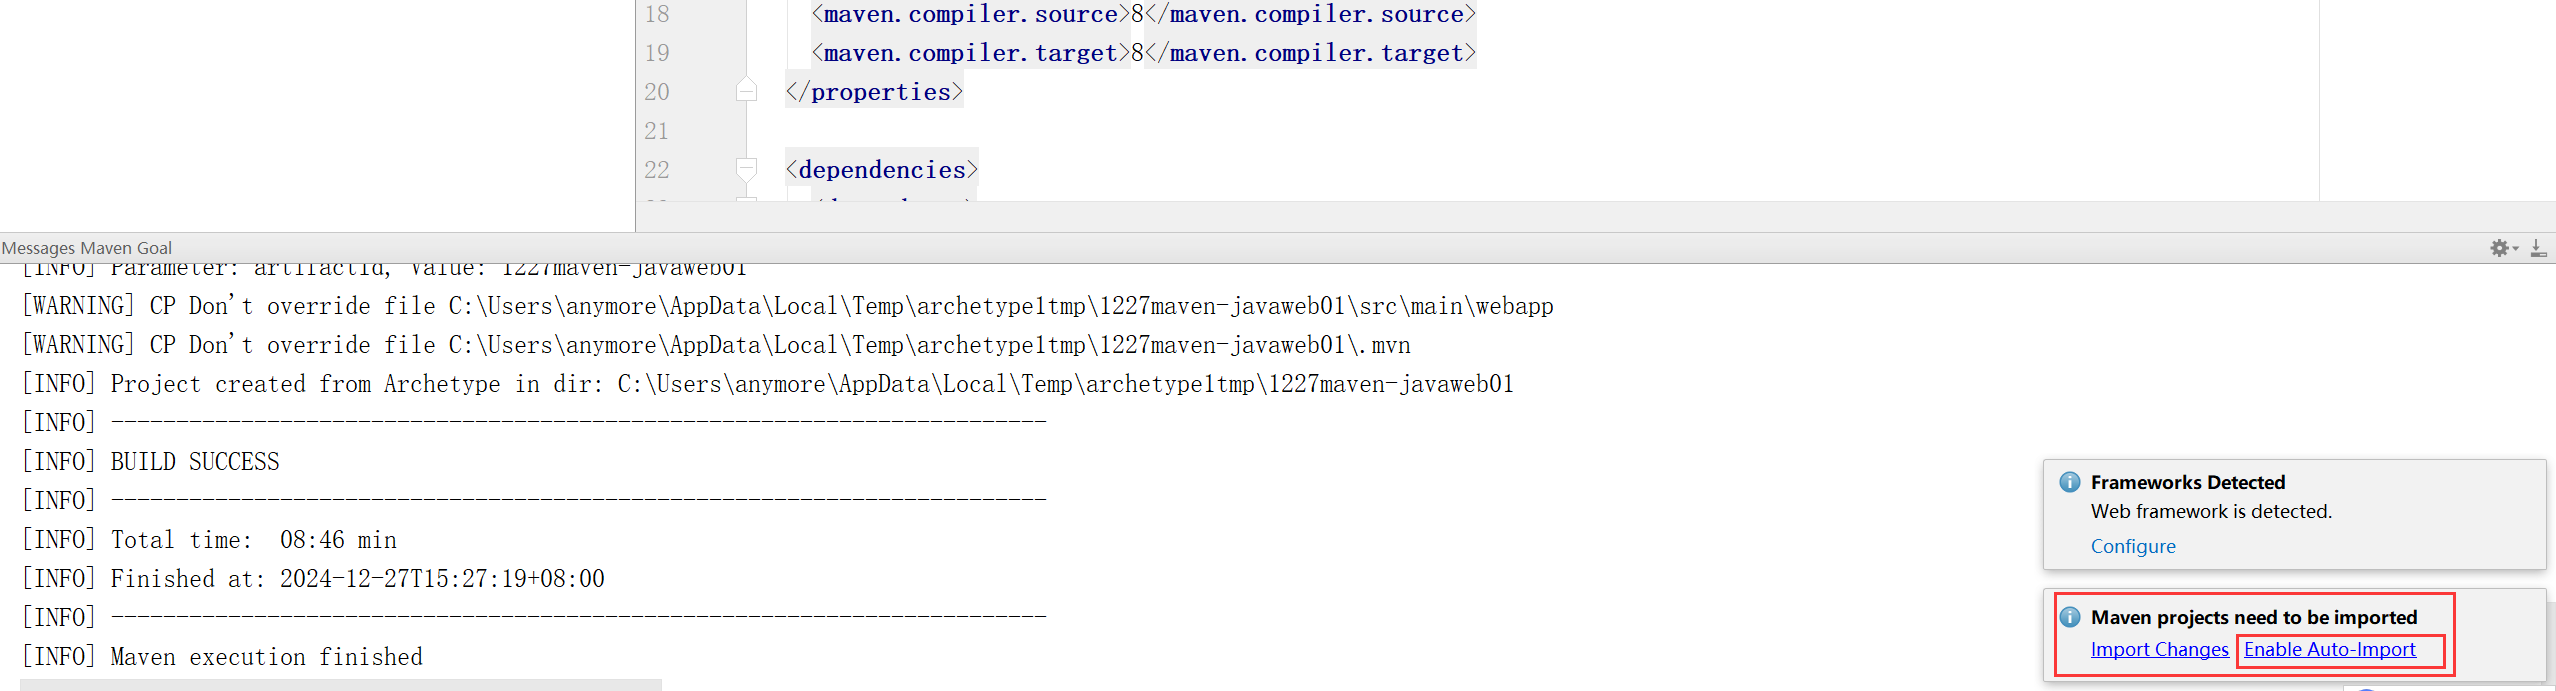 18 <maven.compiler.source>8</maven.compiler.source>
19 <maven.compiler.target>8</maven.compiler.target>
20 </properties>
21
22 <dependencies>
Messages Maven Goal
[INFO] Parameter: artifactId, Value: 1227maven-javaweb01
[WARNING] CP Don't override file C:\Users\anymore\AppData\Local\Temp\archetype1tmp\1227maven-javaweb01\src\main\webapp
[WARNING] CP Don't override file C:\Users\anymore\AppData\Local\Temp\archetype1tmp\1227maven-javaweb01\.mvn
[INFO] Project created from Archetype in dir: C:\Users\anymore\AppData\Local\Temp\archetype1tmp\1227maven-javaweb01
[INFO] ------------------------------------------------------------------------
[INFO] BUILD SUCCESS
[INFO] ------------------------------------------------------------------------
[INFO] Total time:  08:46 min
[INFO] Finished at: 2024-12-27T15:27:19+08:00
[INFO] ------------------------------------------------------------------------
[INFO] Maven execution finished
Frameworks Detected
Web framework is detected.
Configure
Maven projects need to be imported
Import Changes Enable Auto-Import